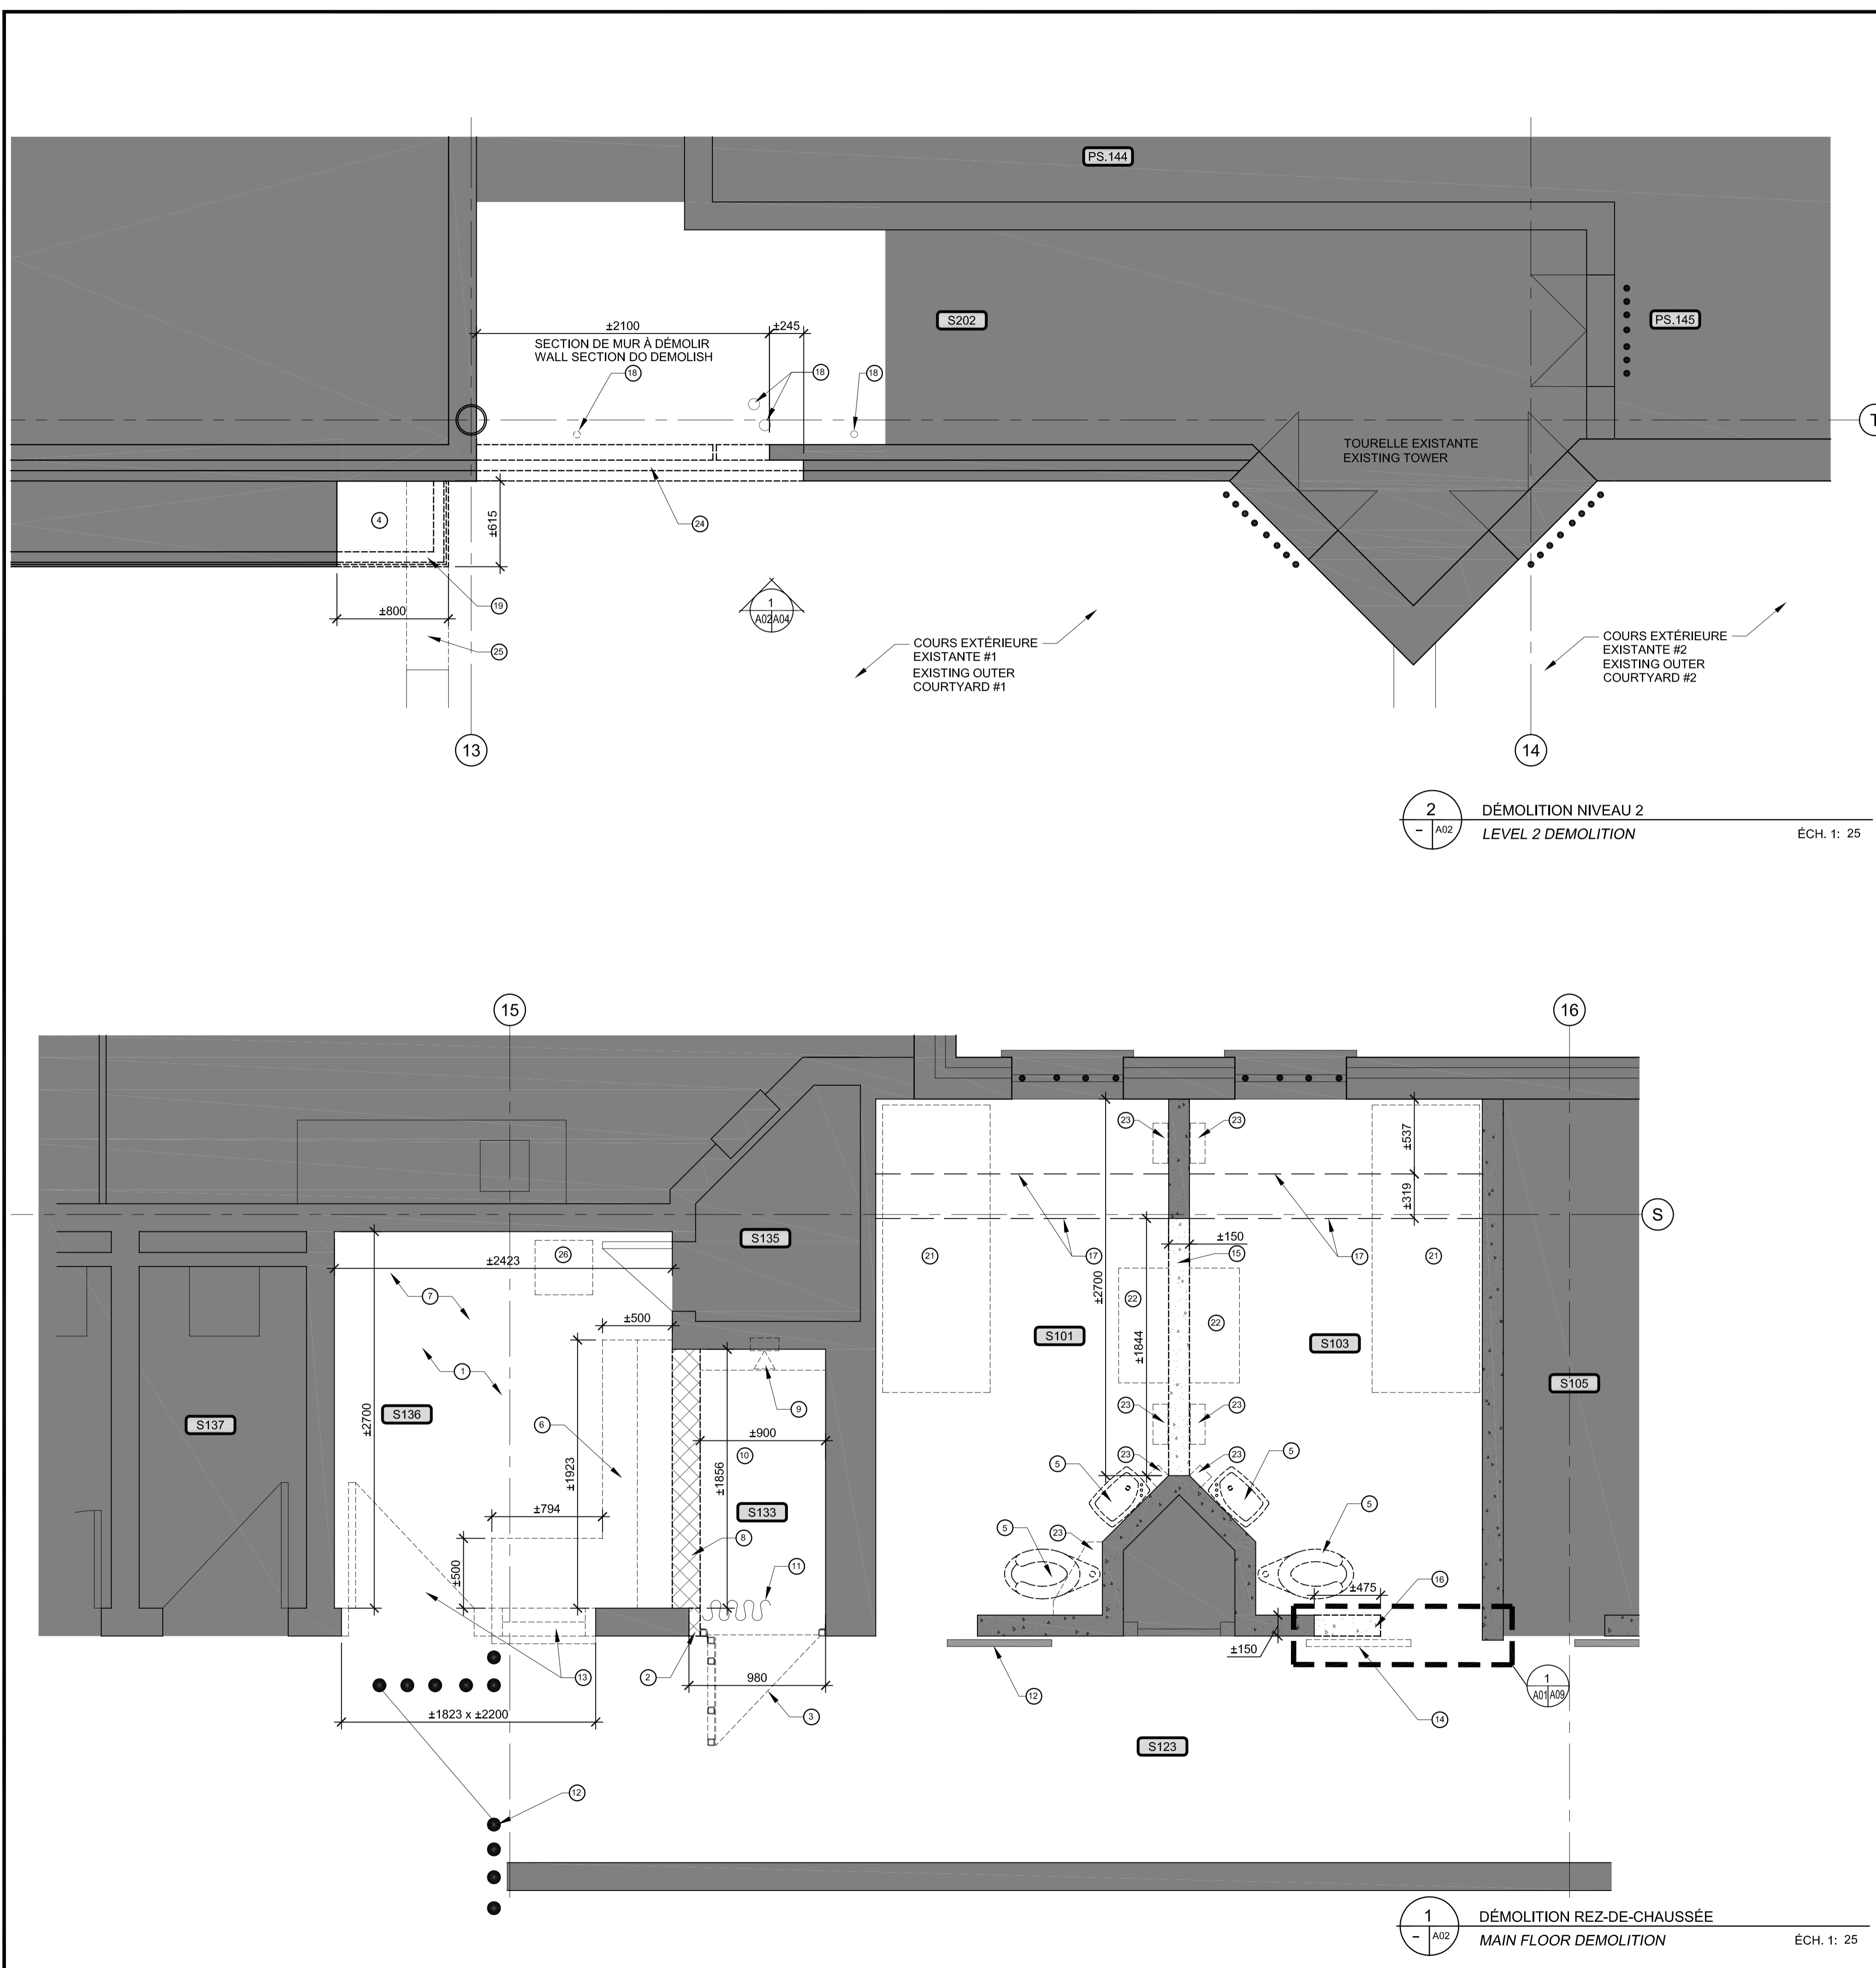 PS.144
S202
PS.145
±2100
±245
SECTION DE MUR À DÉMOLIR
WALL SECTION DO DEMOLISH
18
18
18
TOURELLE EXISTANTE
EXISTING TOWER
4
±615
24
±800
19
25
1
A02 A04
COURS EXTÉRIEURE
EXISTANTE #1
EXISTING OUTER
COURTYARD #1
COURS EXTÉRIEURE
EXISTANTE #2
EXISTING OUTER
COURTYARD #2
13
14
2
- A02
DÉMOLITION NIVEAU 2
LEVEL 2 DEMOLITION
ÉCH. 1: 25
15
16
S
23
23
±537
±319
S135
26
±2423
21
17
±150
15
17
21
7
±2700
22
22
±500
S101
S103
±1844
1
S105
S136
±2700
S137
6
9
±900
23
23
10
±1923
±1856
23
23
5
5
±794
S133
5
5
23
8
±500
11
±475
16
±150
2
13
980
12
1
A01 A09
±1823 x ±2200
3
14
S123
12
1
- A02
DÉMOLITION REZ-DE-CHAUSSÉE
MAIN FLOOR DEMOLITION
ÉCH. 1: 25